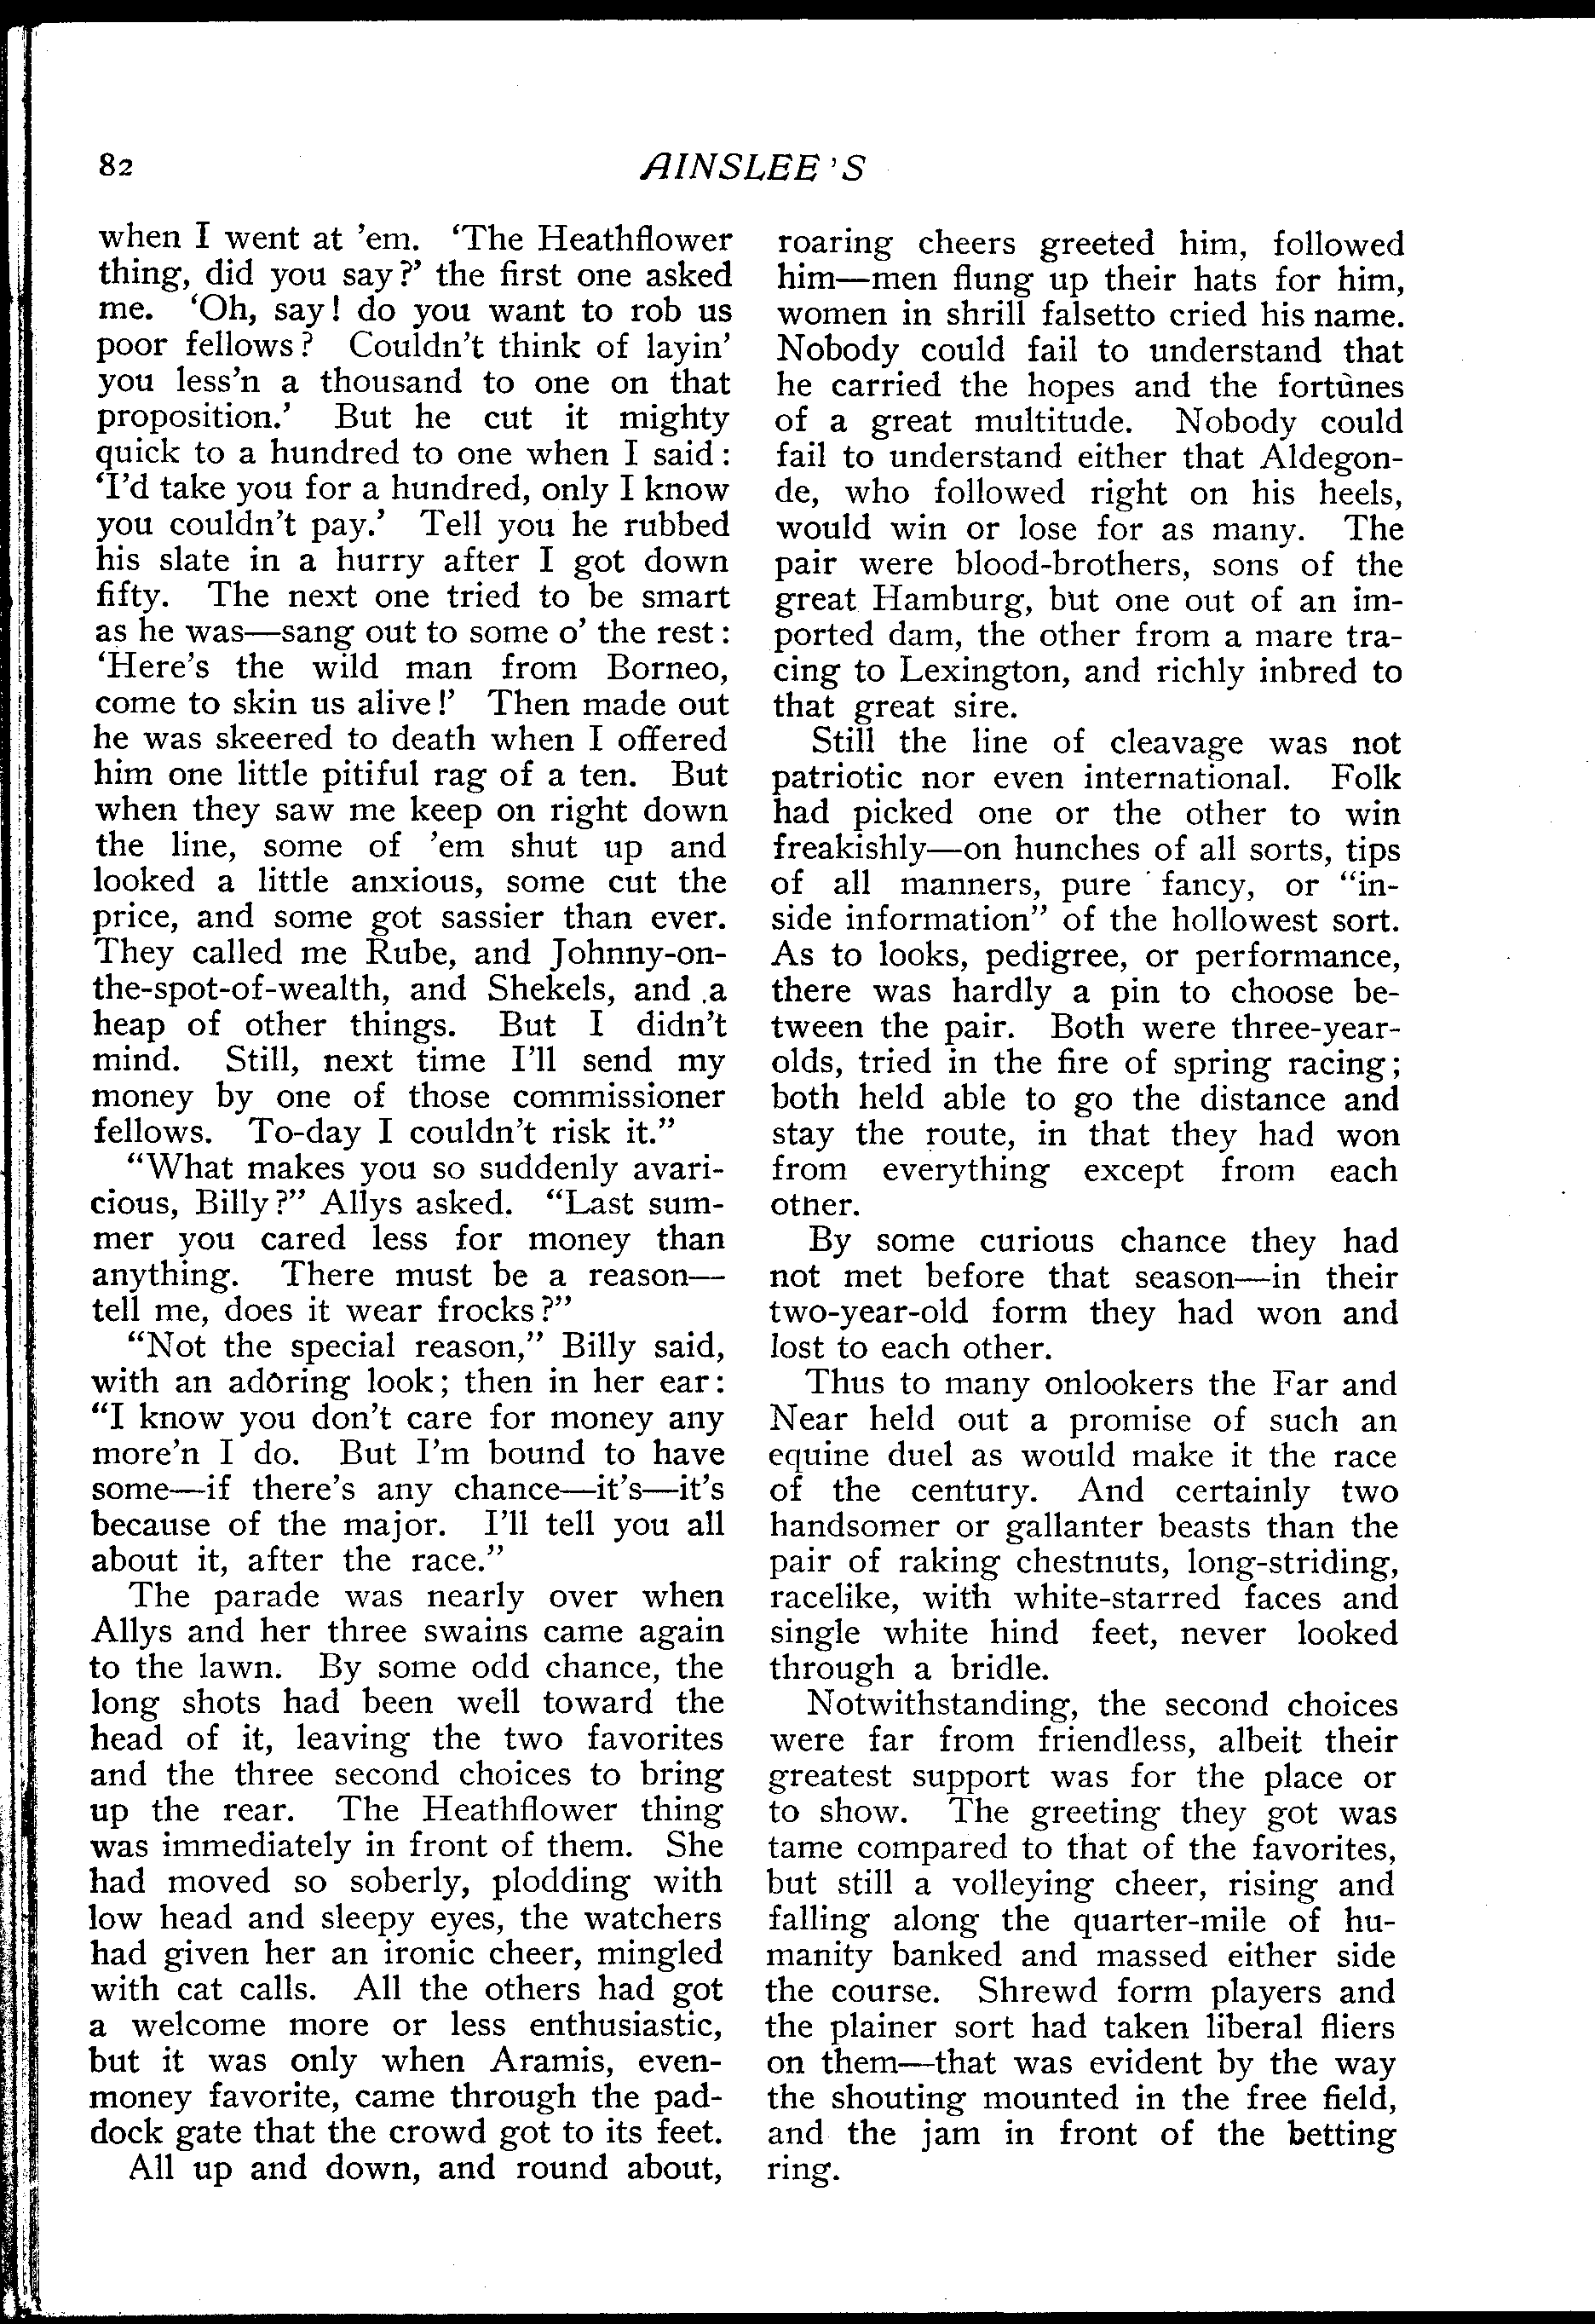 82
AINSLEE'S
when I went at 'em. 'The Heathflower
thing, did you say?' the first one asked
me. 'Oh, say! do you want to rob us
poor fellows? Couldn't think of layin'
you less'n a thousand to one on that
proposition.' But he cut it mighty
quick to a hundred to one when I said:
'I'd take you for a hundred, only I know
you couldn't pay.' Tell you he rubbed
his slate in a hurry after I got down
fifty. The next one tried to be smart
as he was—sang out to some o' the rest:
'Here's the wild man from Borneo,
come to skin us alive!' Then made out
he was skeered to death when I offered
him one little pitiful rag of a ten. But
when they saw me keep on right down
the line, some of 'em shut up and
looked a little anxious, some cut the
price, and some got sassier than ever.
They called me Rube, and Johnny-on-
the-spot-of-wealth, and Shekels, and a
heap of other things. But I didn't
mind. Still, next time I'll send my
money by one of those commissioner
fellows. To-day I couldn't risk it."
"What makes you so suddenly avari-
cious, Billy?" Allys asked. "Last sum-
mer you cared less for money than
anything. There must be a reason—
tell me, does it wear frocks?"
"Not the special reason," Billy said,
with an adoring look; then in her ear:
"I know you don't care for money any
more'n I do. But I'm bound to have
some—if there's any chance—it's—it's
because of the major. I'll tell you all
about it, after the race."
The parade was nearly over when
Allys and her three swains came again
to the lawn. By some odd chance, the
long shots had been well toward the
head of it, leaving the two favorites
and the three second choices to bring
up the rear. The Heathflower thing
was immediately in front of them. She
had moved so soberly, plodding with
low head and sleepy eyes, the watchers
had given her an ironic cheer, mingled
with cat calls. All the others had got
a welcome more or less enthusiastic,
but it was only when Aramis, even-
money favorite, came through the pad-
dock gate that the crowd got to its feet.
All up and down, and round about,
roaring cheers greeted him, followed
him—men flung up their hats for him,
women in shrill falsetto cried his name.
Nobody could fail to understand that
he carried the hopes and the fortunes
of a great multitude. Nobody could
fail to understand either that Aldegon-
de, who followed right on his heels,
would win or lose for as many. The
pair were blood-brothers, sons of the
great Hamburg, but one out of an im-
ported dam, the other from a mare tra-
cing to Lexington, and richly inbred to
that great sire.
Still the line of cleavage was not
patriotic nor even international. Folk
had picked one or the other to win
freakishly—on hunches of all sorts, tips
of all manners, pure fancy, or "in-
side information" of the hollowest sort.
As to looks, pedigree, or performance,
there was hardly a pin to choose be-
tween the pair. Both were three-year-
olds, tried in the fire of spring racing;
both held able to go the distance and
stay the route, in that they had won
from everything except from each
other.
By some curious chance they had
not met before that season—in their
two-year-old form they had won and
lost to each other.
Thus to many onlookers the Far and
Near held out a promise of such an
equine duel as would make it the race
of the century. And certainly two
handsomer or gallanter beasts than the
pair of raking chestnuts, long-striding,
racelike, with white-starred faces and
single white hind feet, never looked
through a bridle.
Notwithstanding, the second choices
were far from friendless, albeit their
greatest support was for the place or
to show. The greeting they got was
tame compared to that of the favorites,
but still a volleying cheer, rising and
falling along the quarter-mile of hu-
manity banked and massed either side
the course. Shrewd form players and
the plainer sort had taken liberal fliers
on them—that was evident by the way
the shouting mounted in the free field,
and the jam in front of the betting
ring.